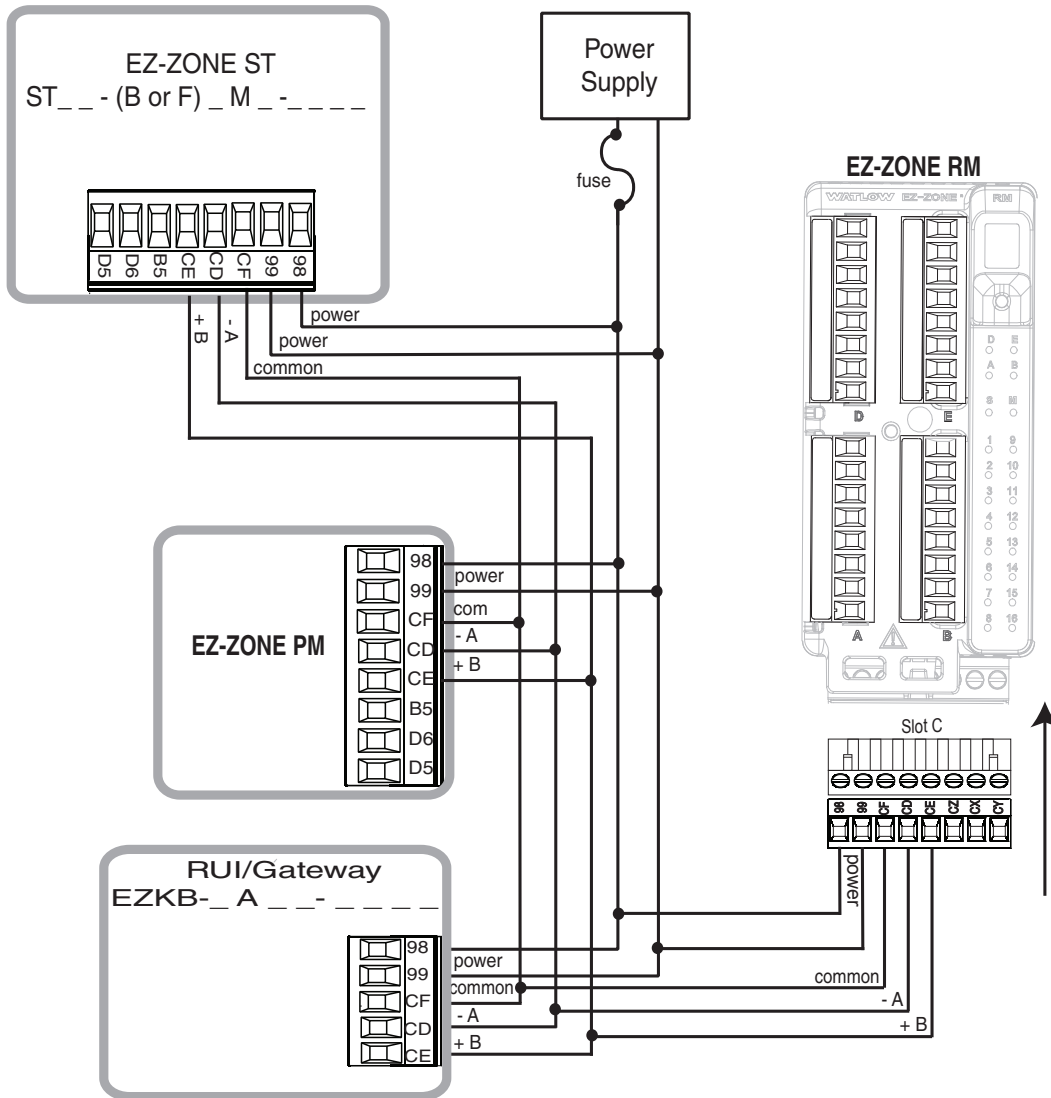 EZ-ZONE ST
ST_ _ - (B or F) _ M _ -_ _ _ _
D5
D6
B5
CE
CD
CF
99
98
+ B
- A
power
power
common
Power
Supply
fuse
EZ-ZONE RM
WATLOW EZ-ZONE®
RM
D E
A B
S M
1 9
2 10
3 11
4 12
5 13
6 14
7 15
8 16
D
E
A
B
EZ-ZONE PM
98
99
CF
CD
CE
B5
D6
D5
power
com
- A
+ B
Slot C
98
99
CF
CD
CE
CZ
CX
CY
power
common
- A
+ B
RUI/Gateway
EZKB-_ A _ _- _ _ _ _
98
99
CF
CD
CE
power
common
- A
+ B